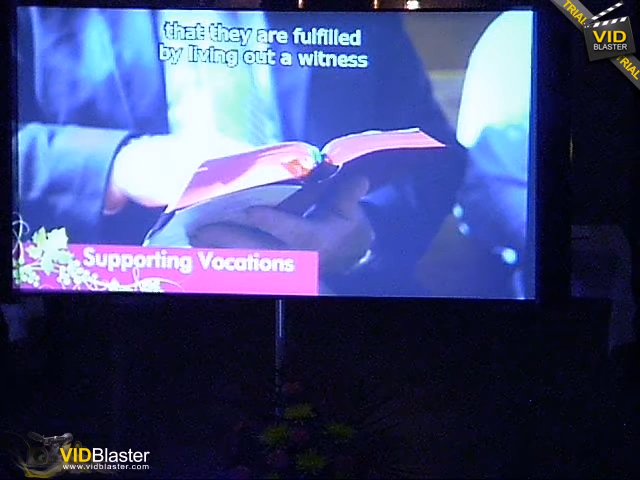 that they are fulfilled
by living out a witness
Supporting Vocations
TRIAL
VID
BLASTER
TRIAL
VIDBlaster
www.vidblaster.com